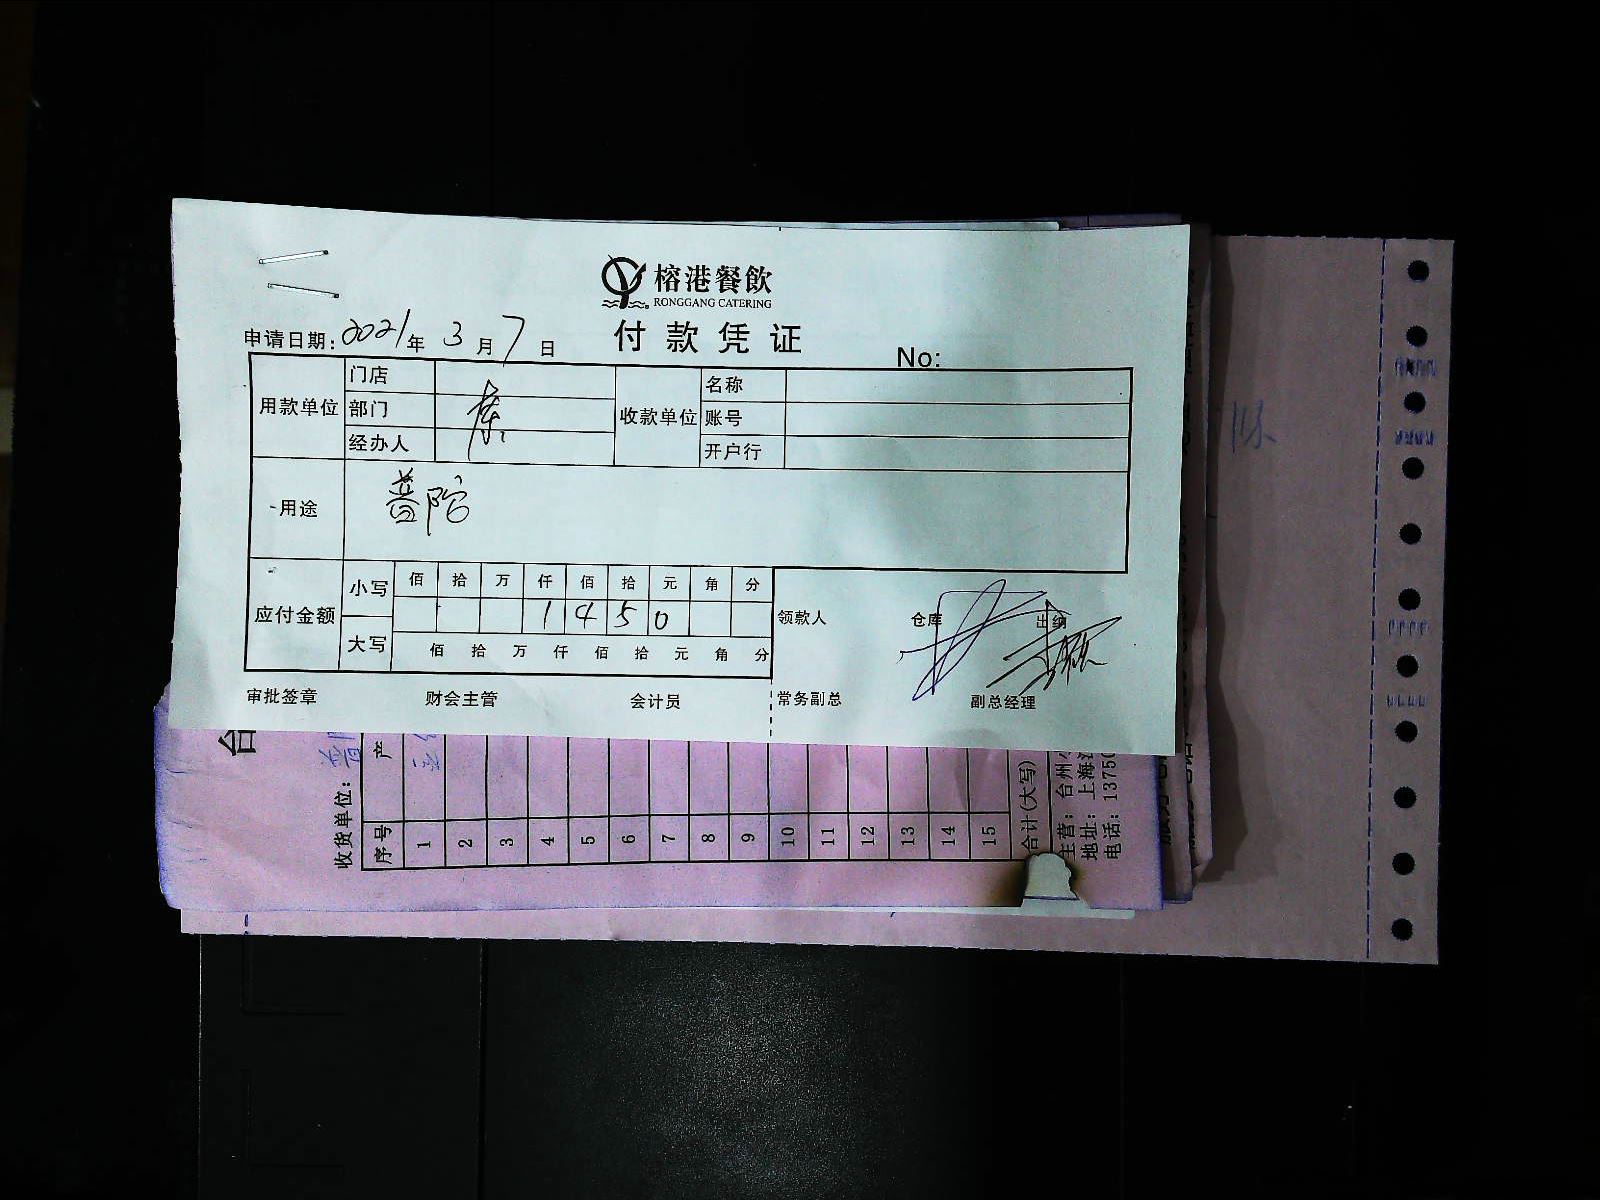 榕港餐飲
RONGGANG CATERING
付款凭证
申请日期: 2021年 3月 7日
No:
用款单位 门店 收款单位 名称
部门 账号
经办人 开户行
用途 普陀
应付金额 小写 佰 拾 万 仟 佰 拾 元 角 分
1 4 5 0
大写 佰 拾 万 仟 佰 拾 元 角 分
领款人 仓库 出纳
审批签章 财会主管 会计员 常务副总 副总经理
台
收货单位:
序号 产
1
2
3
4
5
6
7
8
9
10
11
12
13
14
15
合计(大写)
主营: 台州
地址: 上海
电话: 1375